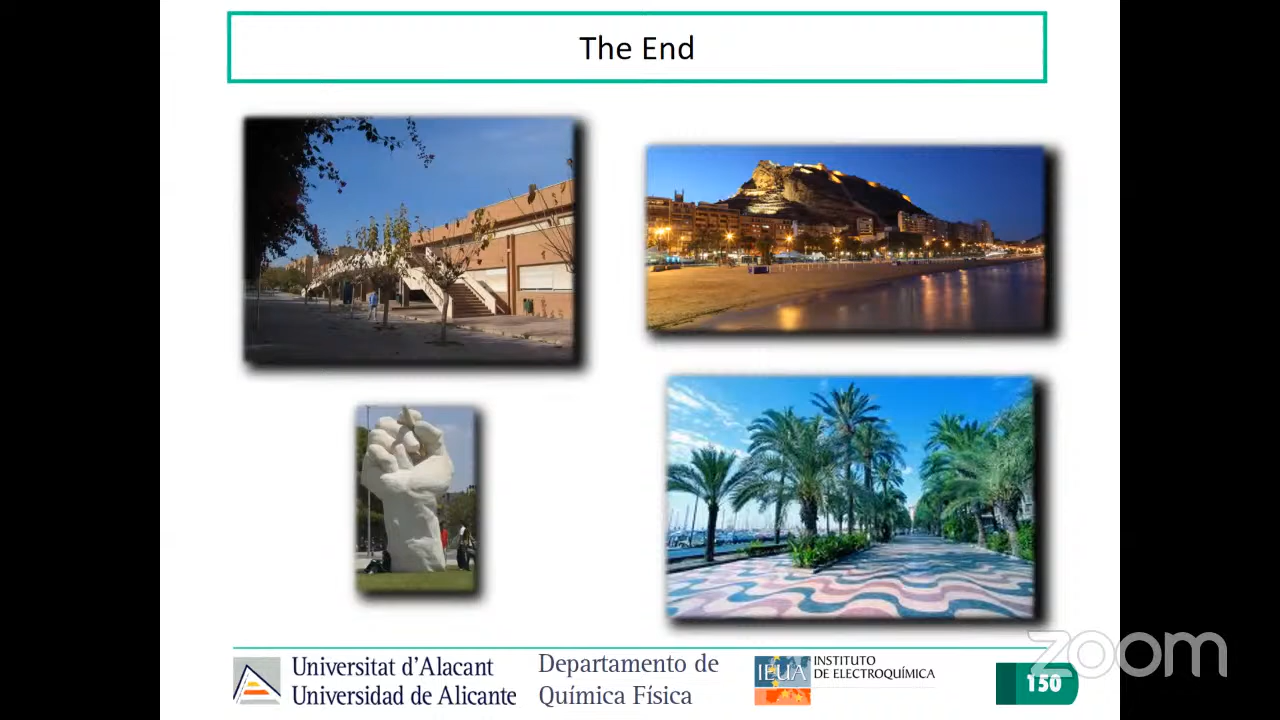 The End
Universitat d'Alacant
Universidad de Alicante
Departamento de
Química Física
IEUA
INSTITUTO
DE ELECTROQUÍMICA
150
zoom